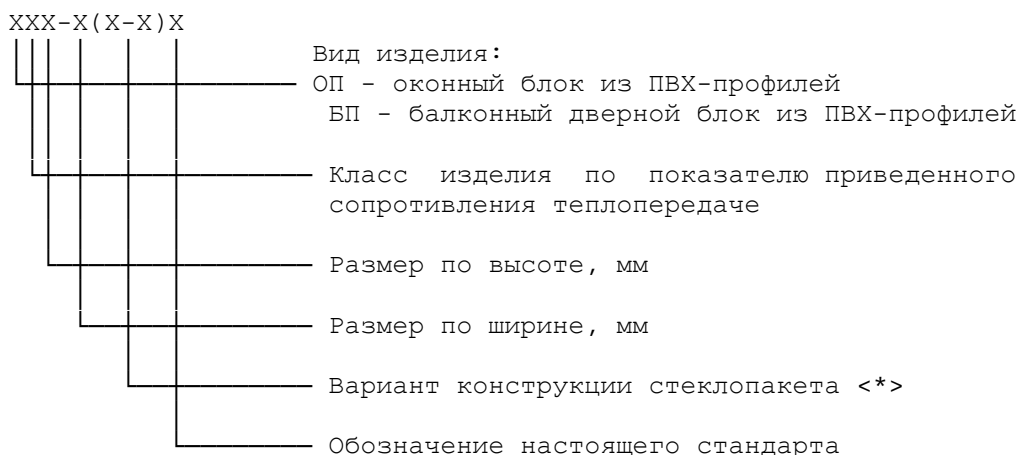 XXX-X(X-X)X
Вид изделия:
ОП - оконный блок из ПВХ-профилей
БП - балконный дверной блок из ПВХ-профилей
Класс изделия по показателю приведенного
сопротивления теплопередаче
Размер по высоте, мм
Размер по ширине, мм
Вариант конструкции стеклопакета <*>
Обозначение настоящего стандарта